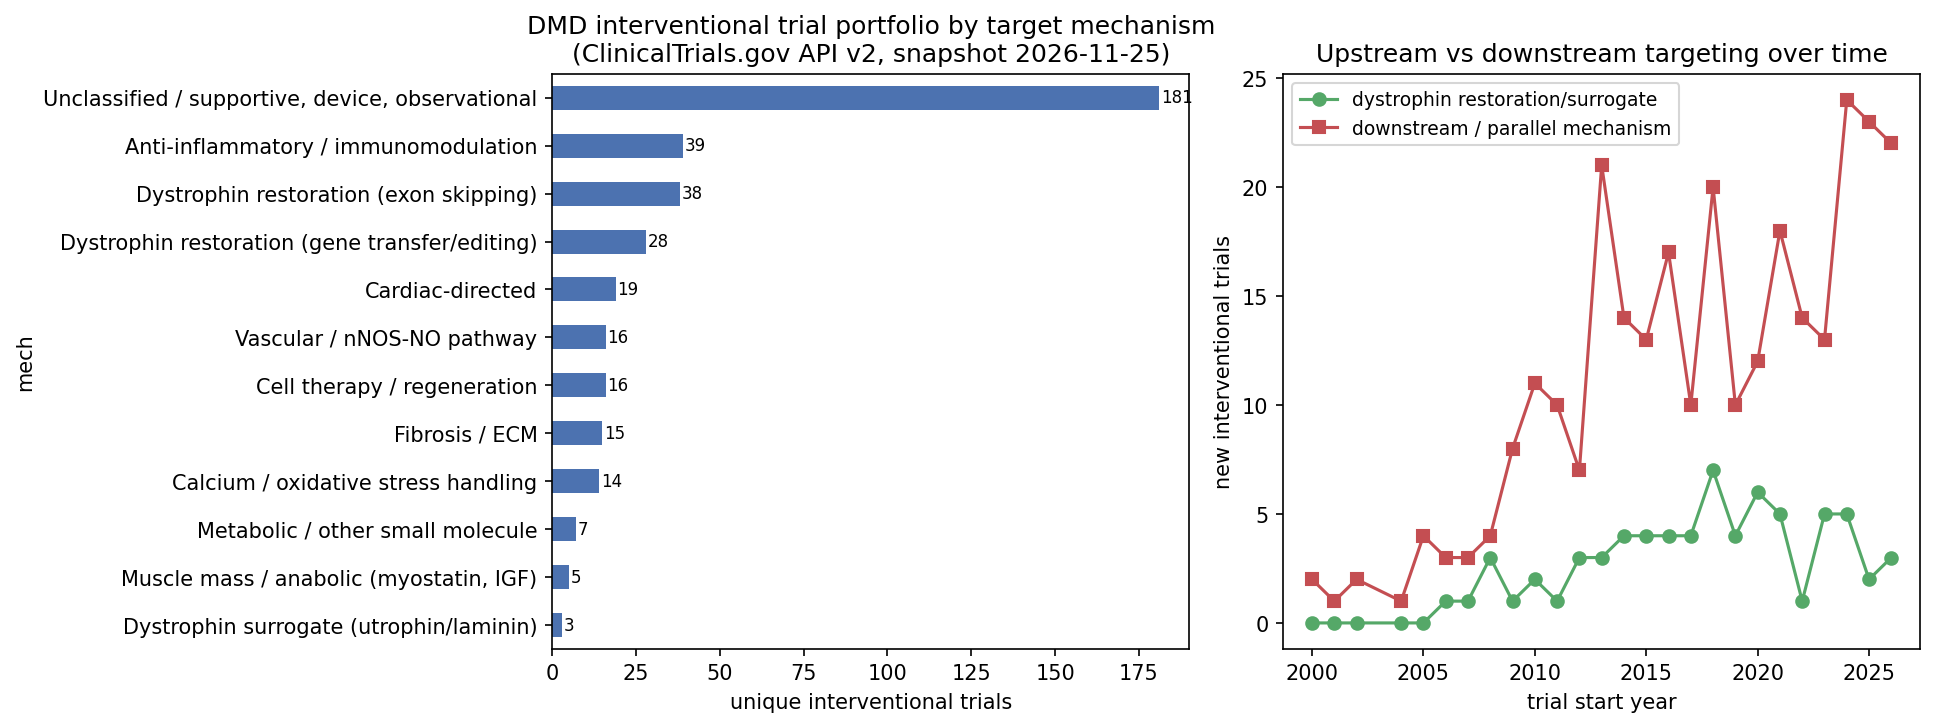 DMD interventional trial portfolio by target mechanism
(ClinicalTrials.gov API v2, snapshot 2026-11-25)
mech
Unclassified / supportive, device, observational
181
Anti-inflammatory / immunomodulation
39
Dystrophin restoration (exon skipping)
38
Dystrophin restoration (gene transfer/editing)
28
Cardiac-directed
19
Vascular / nNOS-NO pathway
16
Cell therapy / regeneration
16
Fibrosis / ECM
15
Calcium / oxidative stress handling
14
Metabolic / other small molecule
7
Muscle mass / anabolic (myostatin, IGF)
5
Dystrophin surrogate (utrophin/laminin)
3
0 25 50 75 100 125 150 175
unique interventional trials
Upstream vs downstream targeting over time
dystrophin restoration/surrogate
downstream / parallel mechanism
new interventional trials
25
20
15
10
5
0
2000 2005 2010 2015 2020 2025
trial start year